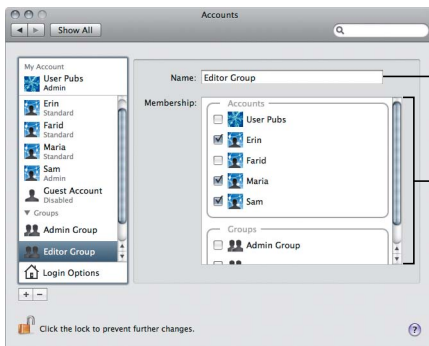 Accounts
Show All
My Account
User Pubs
Admin
Erin
Standard
Farid
Standard
Maria
Standard
Sam
Admin
Guest Account
Disabled
Groups
Admin Group
Editor Group
Login Options
+ −
Name: Editor Group
Membership:
Accounts
User Pubs
Erin
Farid
Maria
Sam
Groups
Admin Group
Click the lock to prevent further changes.
?